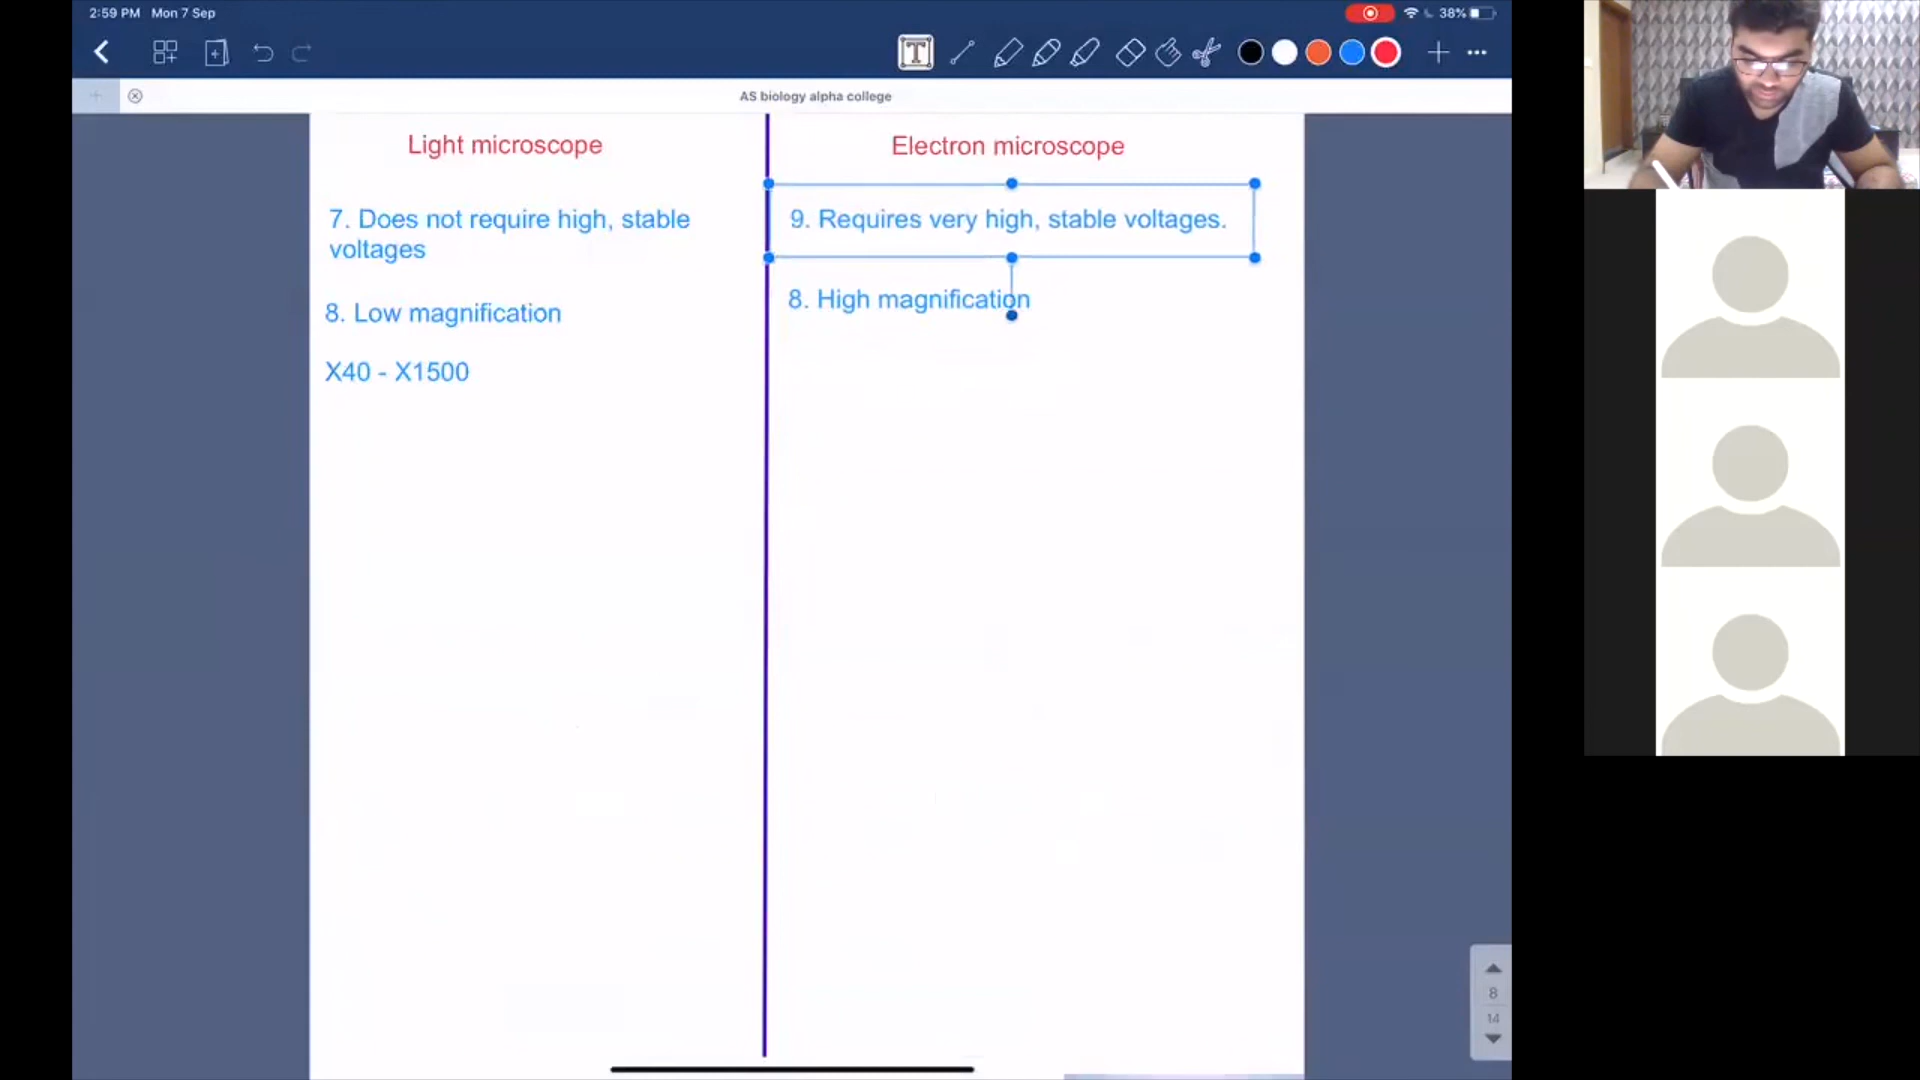 2:59 PM Mon 7 Sep
38%
T
AS biology alpha college
Light microscope
Electron microscope
7. Does not require high, stable
voltages
9. Requires very high, stable voltages.
8. High magnification
8. Low magnification
X40 - X1500
8
14